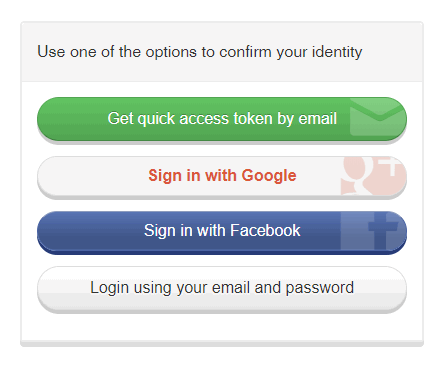 Use one of the options to confirm your identity
Get quick access token by email
Sign in with Google
Sign in with Facebook
Login using your email and password